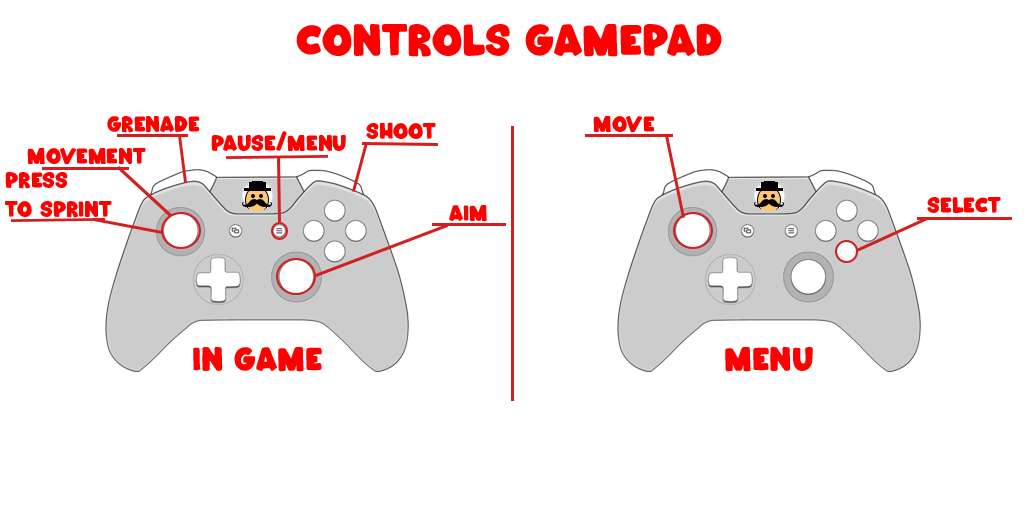 CONTROLS GAMEPAD
GRENADE
MOVEMENT
PRESS
TO SPRINT
PAUSE/MENU
SHOOT
AIM
IN GAME
MOVE
SELECT
MENU